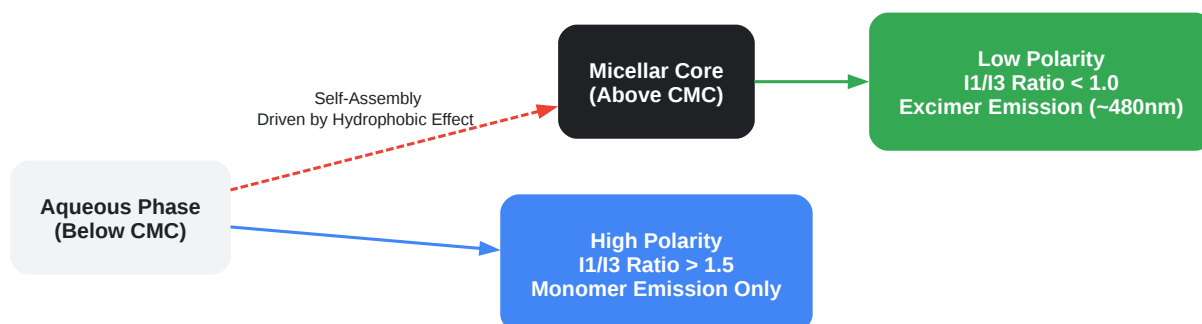 Micellar Core
(Above CMC)
Low Polarity
I1/I3 Ratio < 1.0
Excimer Emission (~480nm)
Self-Assembly
Driven by Hydrophobic Effect
Aqueous Phase
(Below CMC)
High Polarity
I1/I3 Ratio > 1.5
Monomer Emission Only